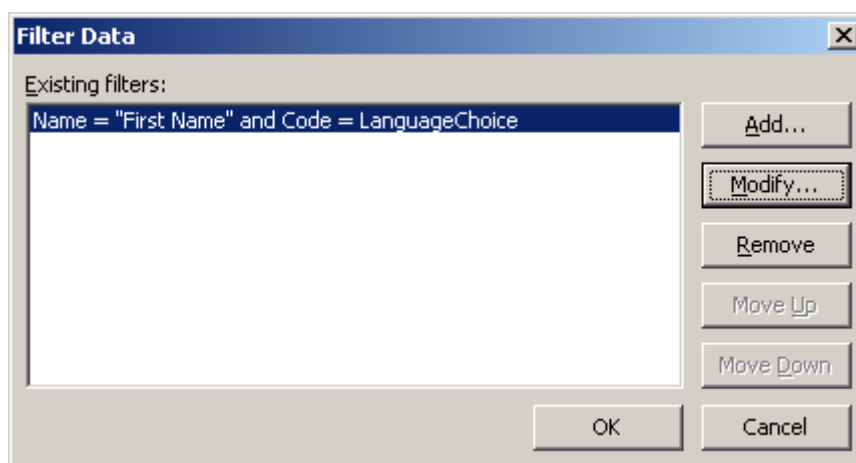 Filter Data
Existing filters:
Name = "First Name" and Code = LanguageChoice
Add...
Modify...
Remove
Move Up
Move Down
OK
Cancel